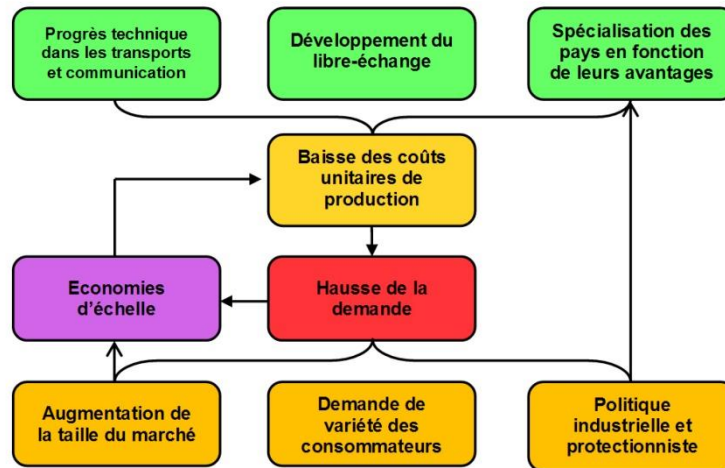 Progrès technique
dans les transports
et communication
Développement du
libre-échange
Spécialisation des
pays en fonction
de leurs avantages
Baisse des coûts
unitaires de
production
Economies
d’échelle
Hausse de la
demande
Augmentation de
la taille du marché
Demande de
variété des
consommateurs
Politique
industrielle et
protectionniste